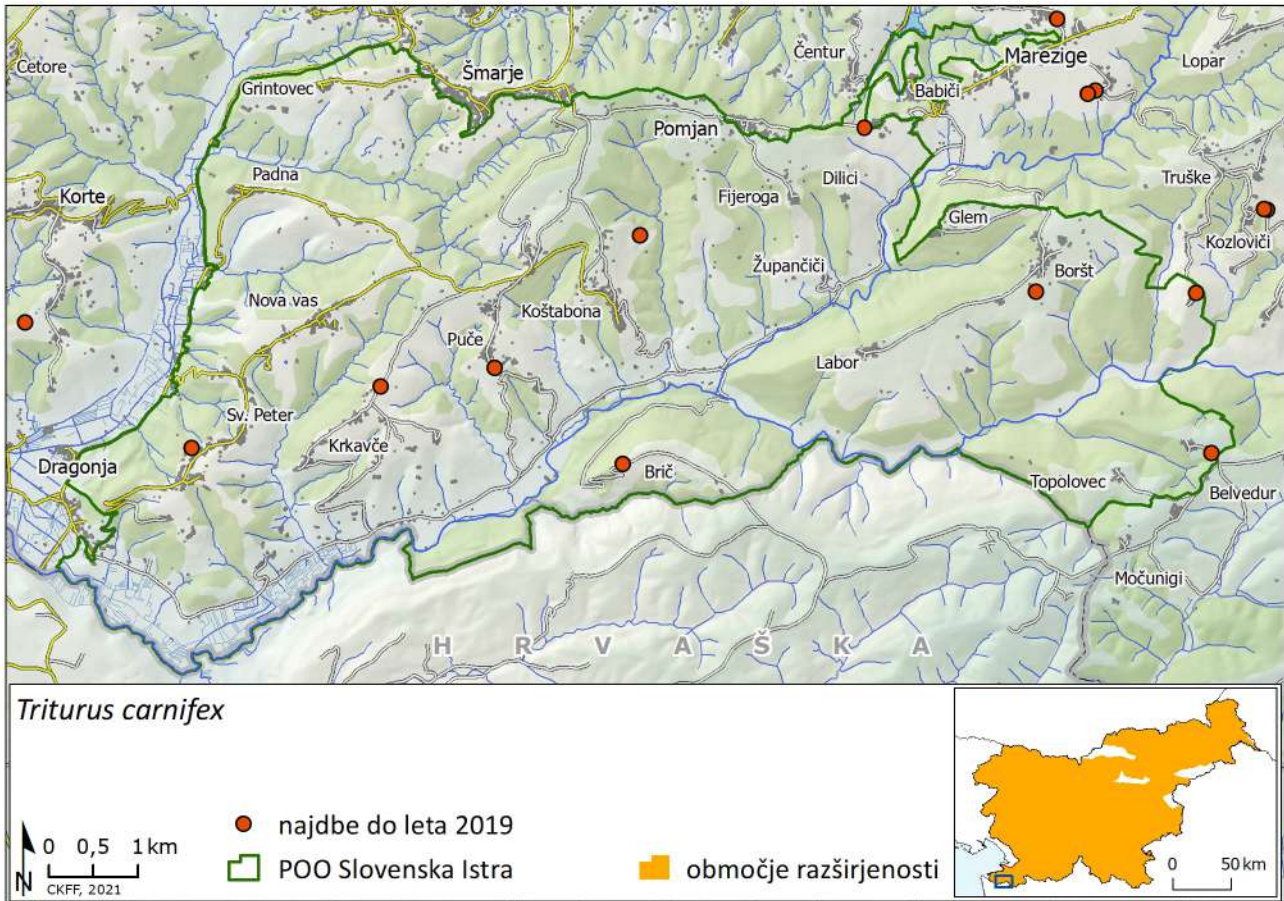 Cetore
Grintovec
Šmarje
Čentur
Marezige
Lopar
Babiči
Pomjan
Padna
Korte
Fijeroga
Dilici
Truške
Glem
Kozloviči
Župančiči
Boršt
Nova vas
Koštabona
Puče
Labor
Sv. Peter
Krkavče
Dragonja
Brič
Topolovec
Belvedur
Močunigi
H R V A Š K A
Triturus carnifex
najdbe do leta 2019
POO Slovenska Istra
območje razširjenosti
0 0,5 1 km
N
CKFF, 2021
0 50 km